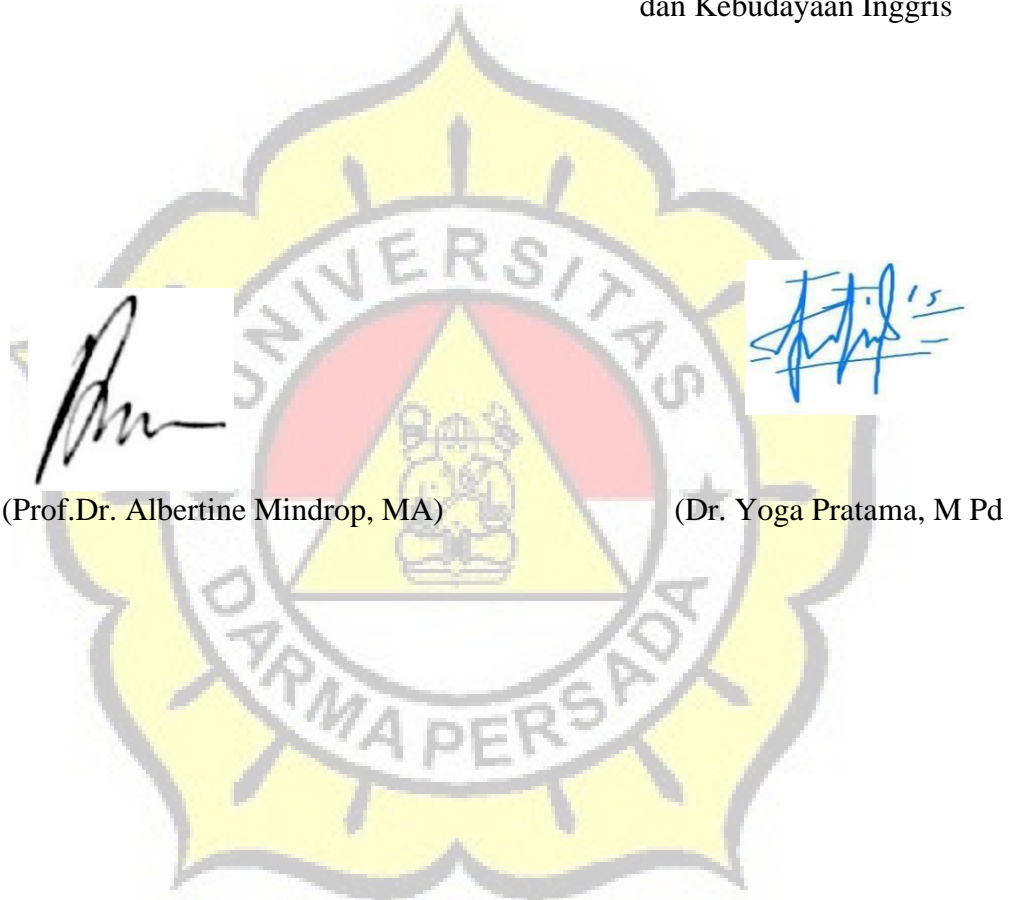 dan Kebudayaan Inggris
UNIVERSITAS
(Prof.Dr. Albertine Mindrop, MA) (Dr. Yoga Pratama, M Pd
DARMA PERSADA